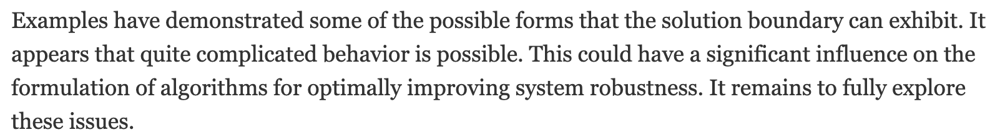 Examples have demonstrated some of the possible forms that the solution boundary can exhibit. It
appears that quite complicated behavior is possible. This could have a significant influence on the
formulation of algorithms for optimally improving system robustness. It remains to fully explore
these issues.